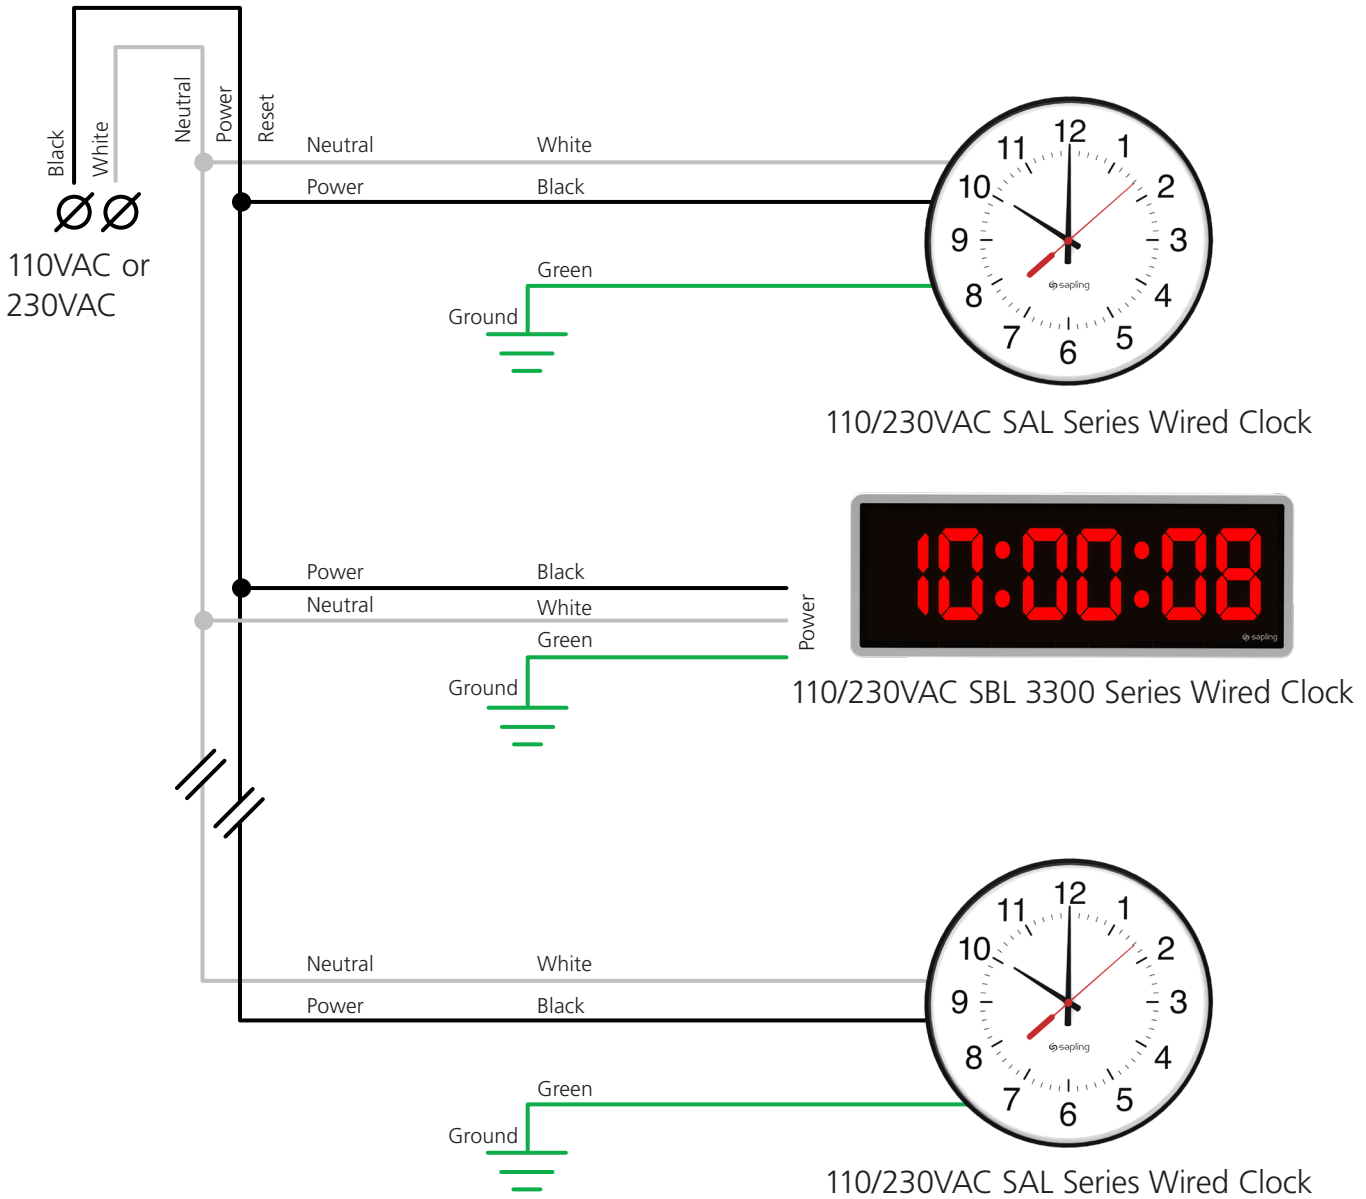 Black
White
Neutral
Power
Reset
110VAC or
230VAC
Neutral White
Power Black
Green
Ground
12
1
2
3
4
5
6
7
8
9
10
11
sapling
110/230VAC SAL Series Wired Clock
Power Black
Neutral White
Green
Ground
Power
10:00:08
sapling
110/230VAC SBL 3300 Series Wired Clock
Neutral White
Power Black
Green
Ground
12
1
2
3
4
5
6
7
8
9
10
11
sapling
110/230VAC SAL Series Wired Clock